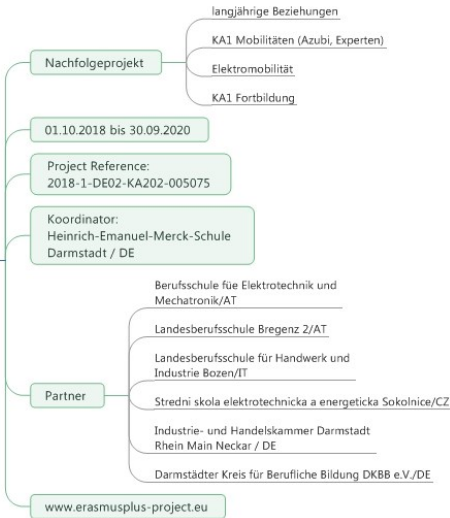 langjährige Beziehungen
KA1 Mobilitäten (Azubi, Experten)
Nachfolgeprojekt
Elektromobilität
KA1 Fortbildung
01.10.2018 bis 30.09.2020
Project Reference:
2018-1-DE02-KA202-005075
Koordinator:
Heinrich-Emanuel-Merck-Schule
Darmstadt / DE
Partner
Berufsschule füe Elektrotechnik und
Mechatronik/AT
Landesberufsschule Bregenz 2/AT
Landesberufsschule für Handwerk und
Industrie Bozen/IT
Stredni skola elektrotechnicka a energeticka Sokolnice/CZ
Industrie- und Handelskammer Darmstadt
Rhein Main Neckar / DE
Darmstädter Kreis für Berufliche Bildung DKBB e.V./DE
www.erasmusplus-project.eu